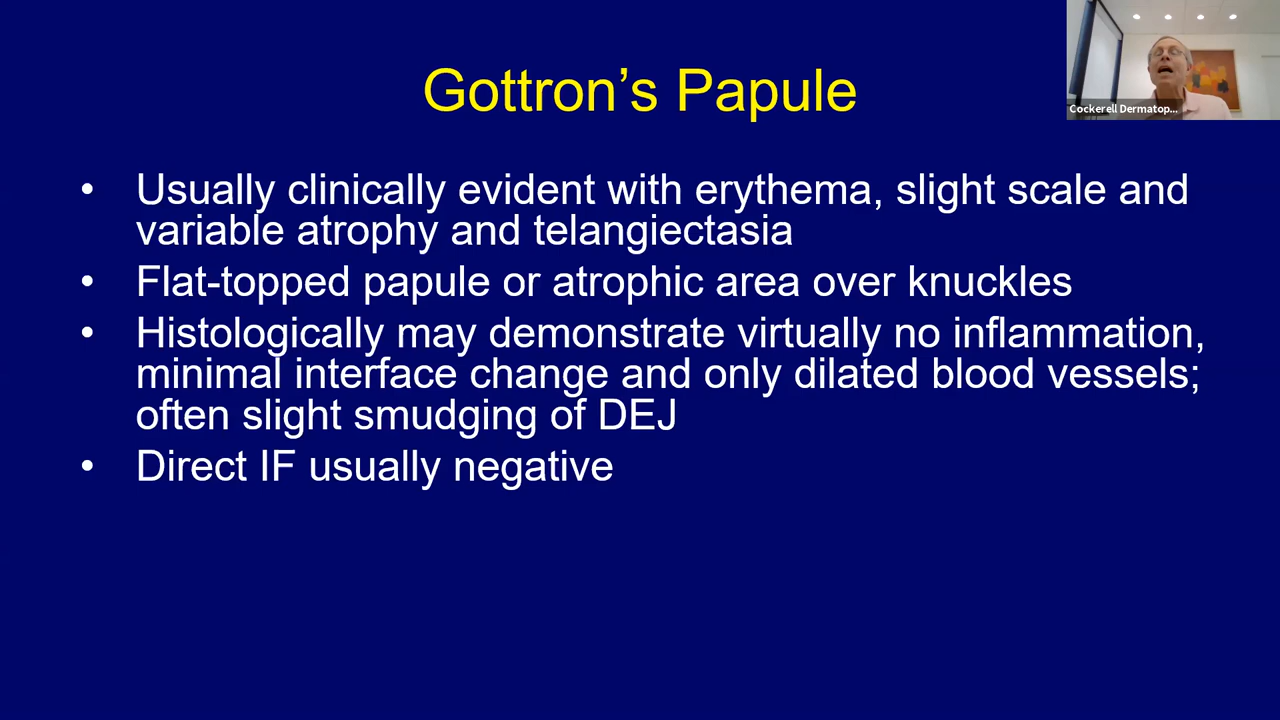 Gottron's Papule
Cockerell Dermatop...
• Usually clinically evident with erythema, slight scale and
variable atrophy and telangiectasia
• Flat-topped papule or atrophic area over knuckles
• Histologically may demonstrate virtually no inflammation,
minimal interface change and only dilated blood vessels;
often slight smudging of DEJ
• Direct IF usually negative